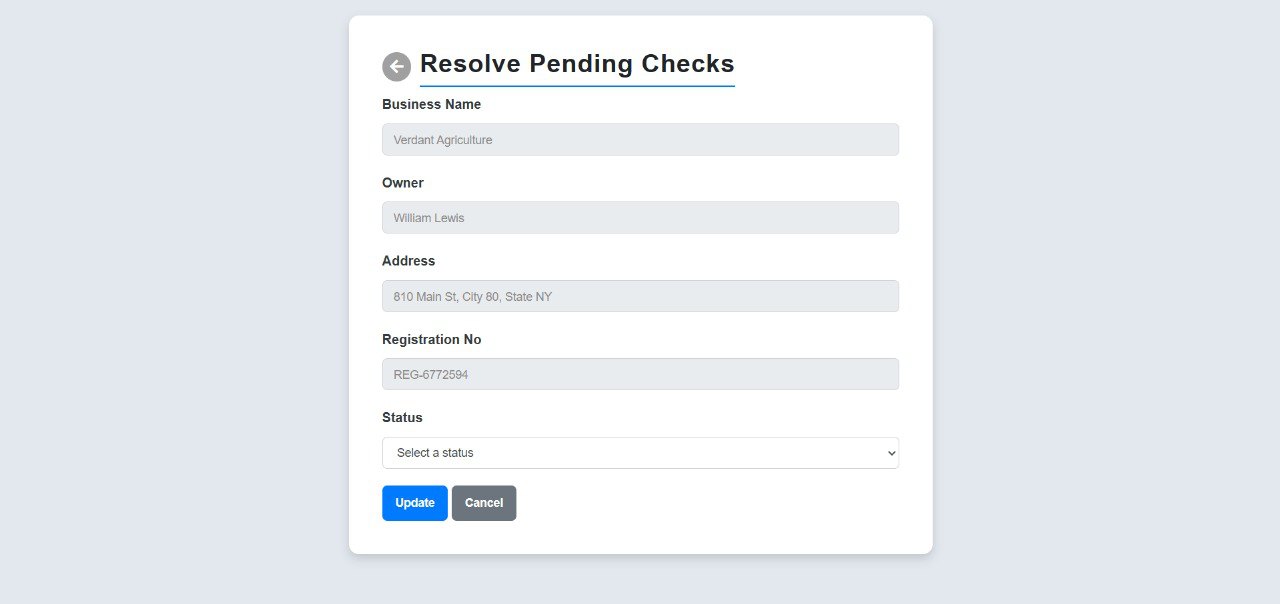 Resolve Pending Checks
Business Name
Verdant Agriculture
Owner
William Lewis
Address
810 Main St, City 80, State NY
Registration No
REG-6772594
Status
Select a status
Update Cancel